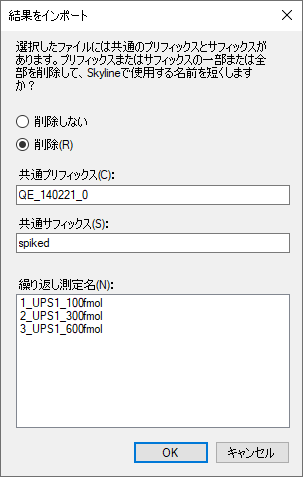 結果をインポート
選択したファイルには共通のプリフィックスとサフィックスが
あります。プリフィックスまたはサフィックスの一部または全
部を削除して、Skylineで使用する名前を短くします
か？
削除しない
削除(R)
共通プリフィックス(C):
QE_140221_0
共通サフィックス(S):
spiked
繰り返し測定名(N):
1_UPS1_100fmol
2_UPS1_300fmol
3_UPS1_600fmol
OK
キャンセル